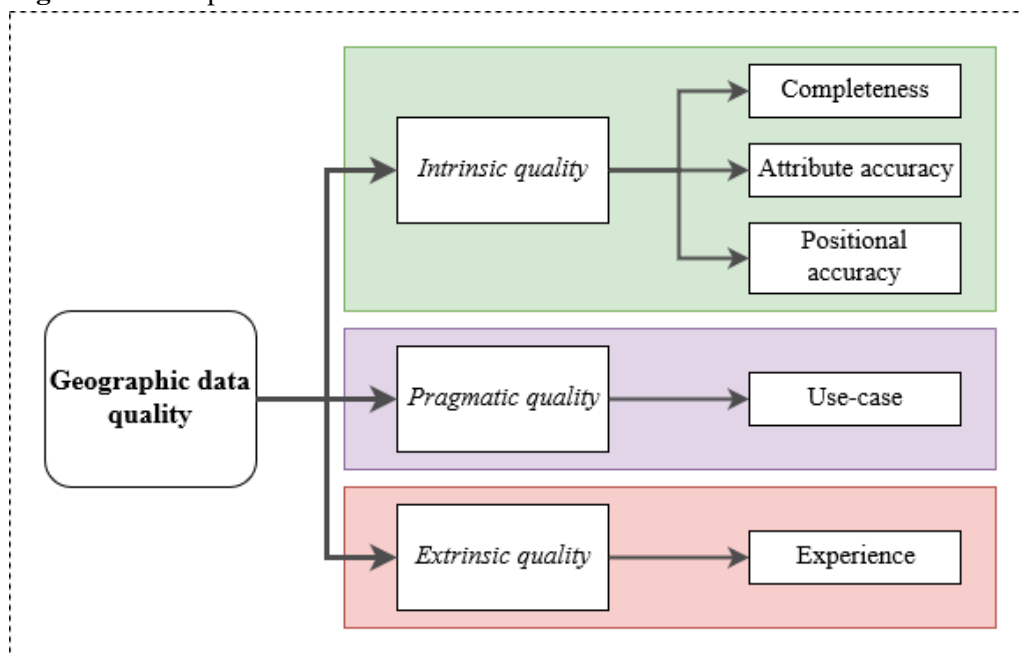 Completeness
Intrinsic quality
Attribute accuracy
Positional
accuracy
Geographic data
quality
Pragmatic quality
Use-case
Extrinsic quality
Experience